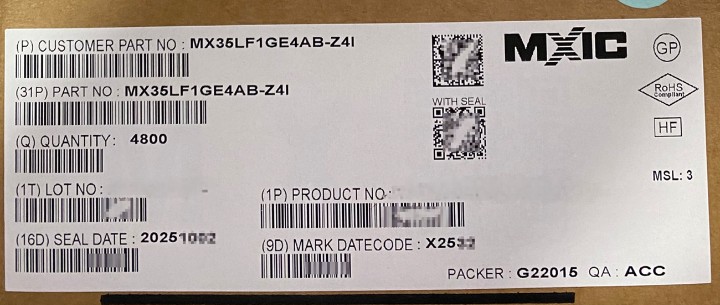 (P) CUSTOMER PART NO : MX35LF1GE4AB-Z4I
MXIC
GP
(31P) PART NO : MX35LF1GE4AB-Z4I
RoHS
Compliant
WITH SEAL
(Q) QUANTITY: 4800
HF
MSL: 3
(1T) LOT NO :
(1P) PRODUCT NO
(16D) SEAL DATE :
(9D) MARK DATECODE :
PACKER : G22015 QA : ACC